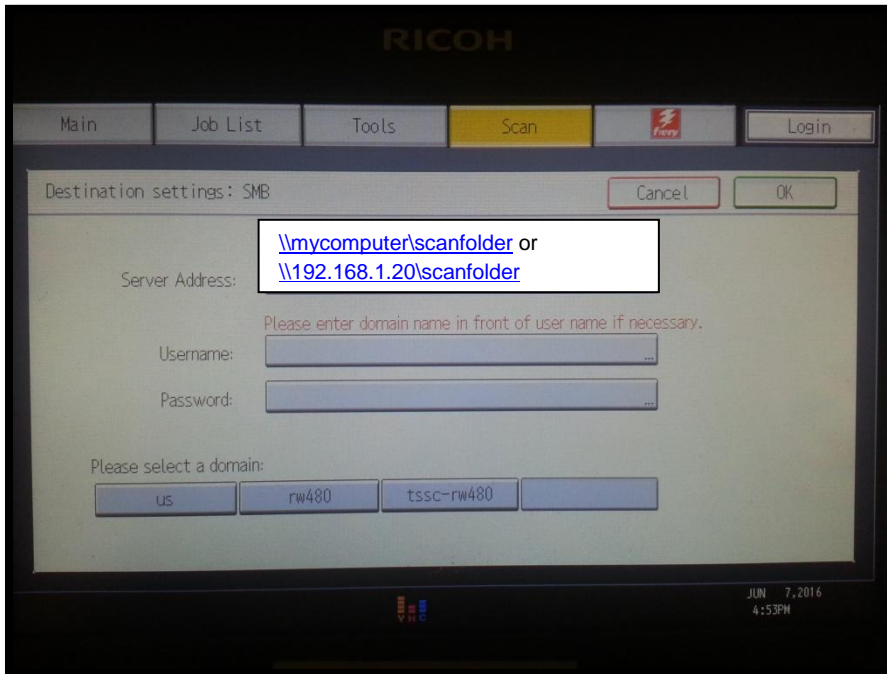 RICOH
Main Job List Tools Scan Fiery Login
Destination settings: SMB Cancel OK
\\mycomputer\scanfolder or
\\192.168.1.20\scanfolder
Server Address:
Please enter domain name in front of user name if necessary.
Username: ...
Password: ...
Please select a domain:
us rw480 tssc-rw480
JUN 7,2016
4:53PM
Y M C